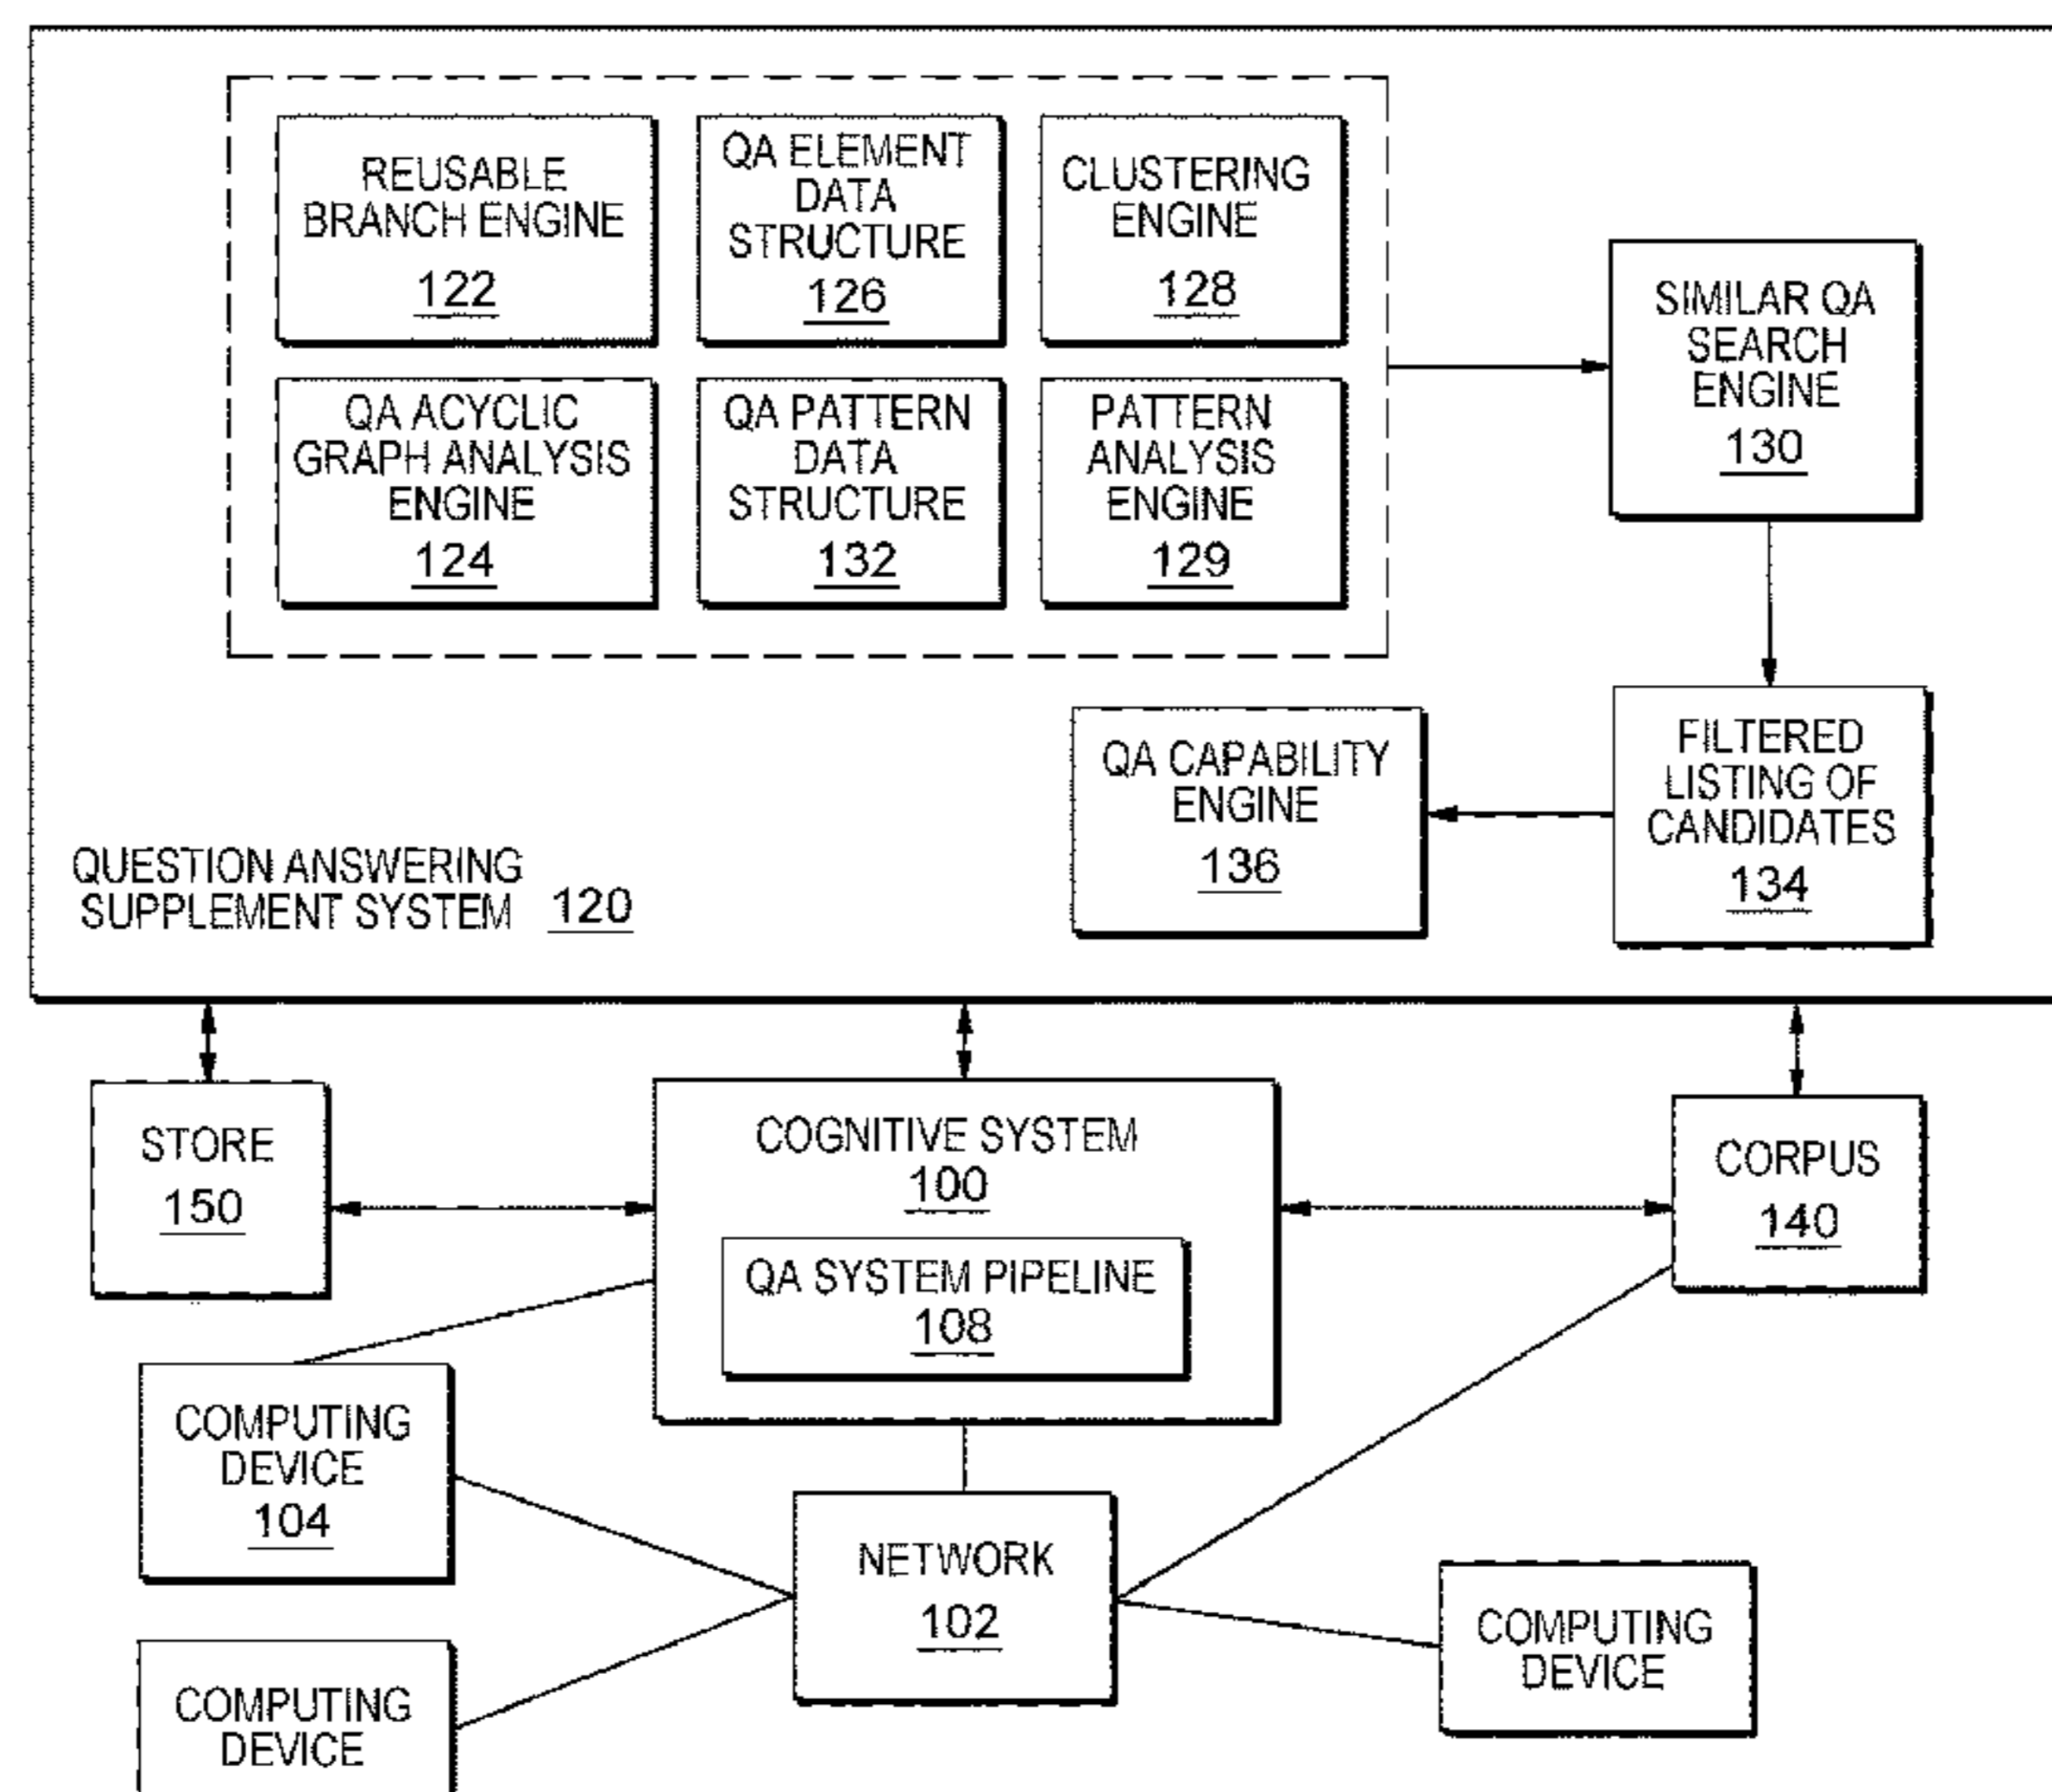 REUSABLE
BRANCH ENGINE
122
QA ELEMENT
DATA
STRUCTURE
126
CLUSTERING
ENGINE
128
QA ACYCLIC
GRAPH ANALYSIS
ENGINE
124
QA PATTERN
DATA
STRUCTURE
132
PATTERN
ANALYSIS
ENGINE
129
SIMILAR QA
SEARCH
ENGINE
130
FILTERED
LISTING OF
CANDIDATES
134
QA CAPABILITY
ENGINE
136
QUESTION ANSWERING
SUPPLEMENT SYSTEM 120
STORE
150
COGNITIVE SYSTEM
100
QA SYSTEM PIPELINE
108
CORPUS
140
COMPUTING
DEVICE
104
NETWORK
102
COMPUTING
DEVICE
COMPUTING
DEVICE